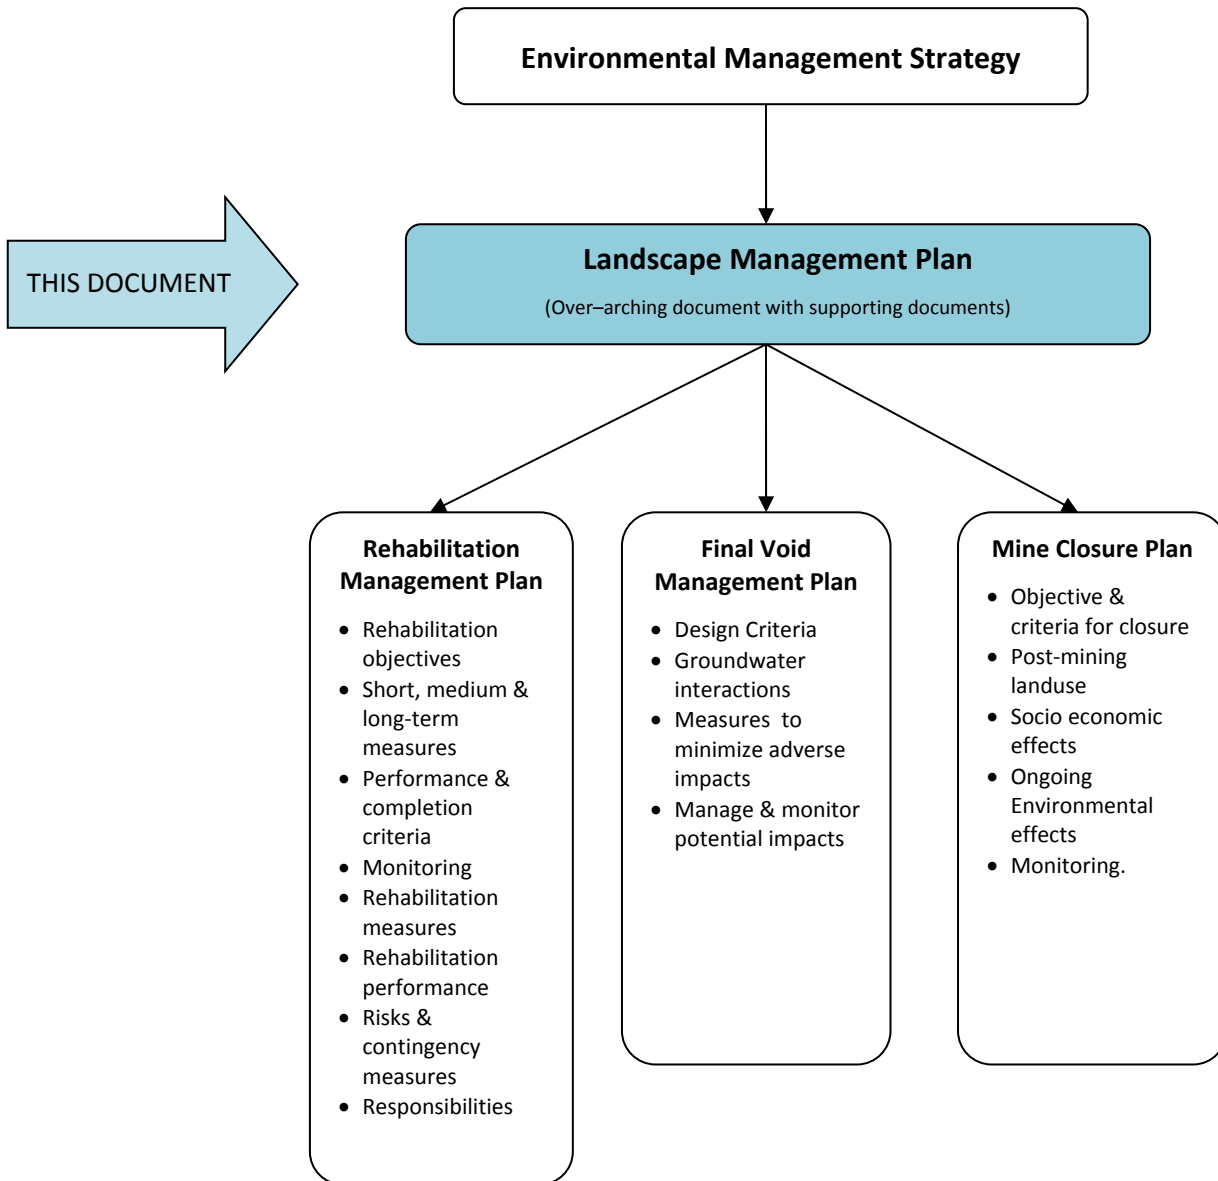 Environmental Management Strategy
THIS DOCUMENT
Landscape Management Plan
(Over–arching document with supporting documents)
Rehabilitation
Management Plan
• Rehabilitation
objectives
• Short, medium &
long-term
measures
• Performance &
completion
criteria
• Monitoring
• Rehabilitation
measures
• Rehabilitation
performance
• Risks &
contingency
measures
• Responsibilities
Final Void
Management Plan
• Design Criteria
• Groundwater
interactions
• Measures to
minimize adverse
impacts
• Manage & monitor
potential impacts
Mine Closure Plan
• Objective &
criteria for closure
• Post-mining
landuse
• Socio economic
effects
• Ongoing
Environmental
effects
• Monitoring.